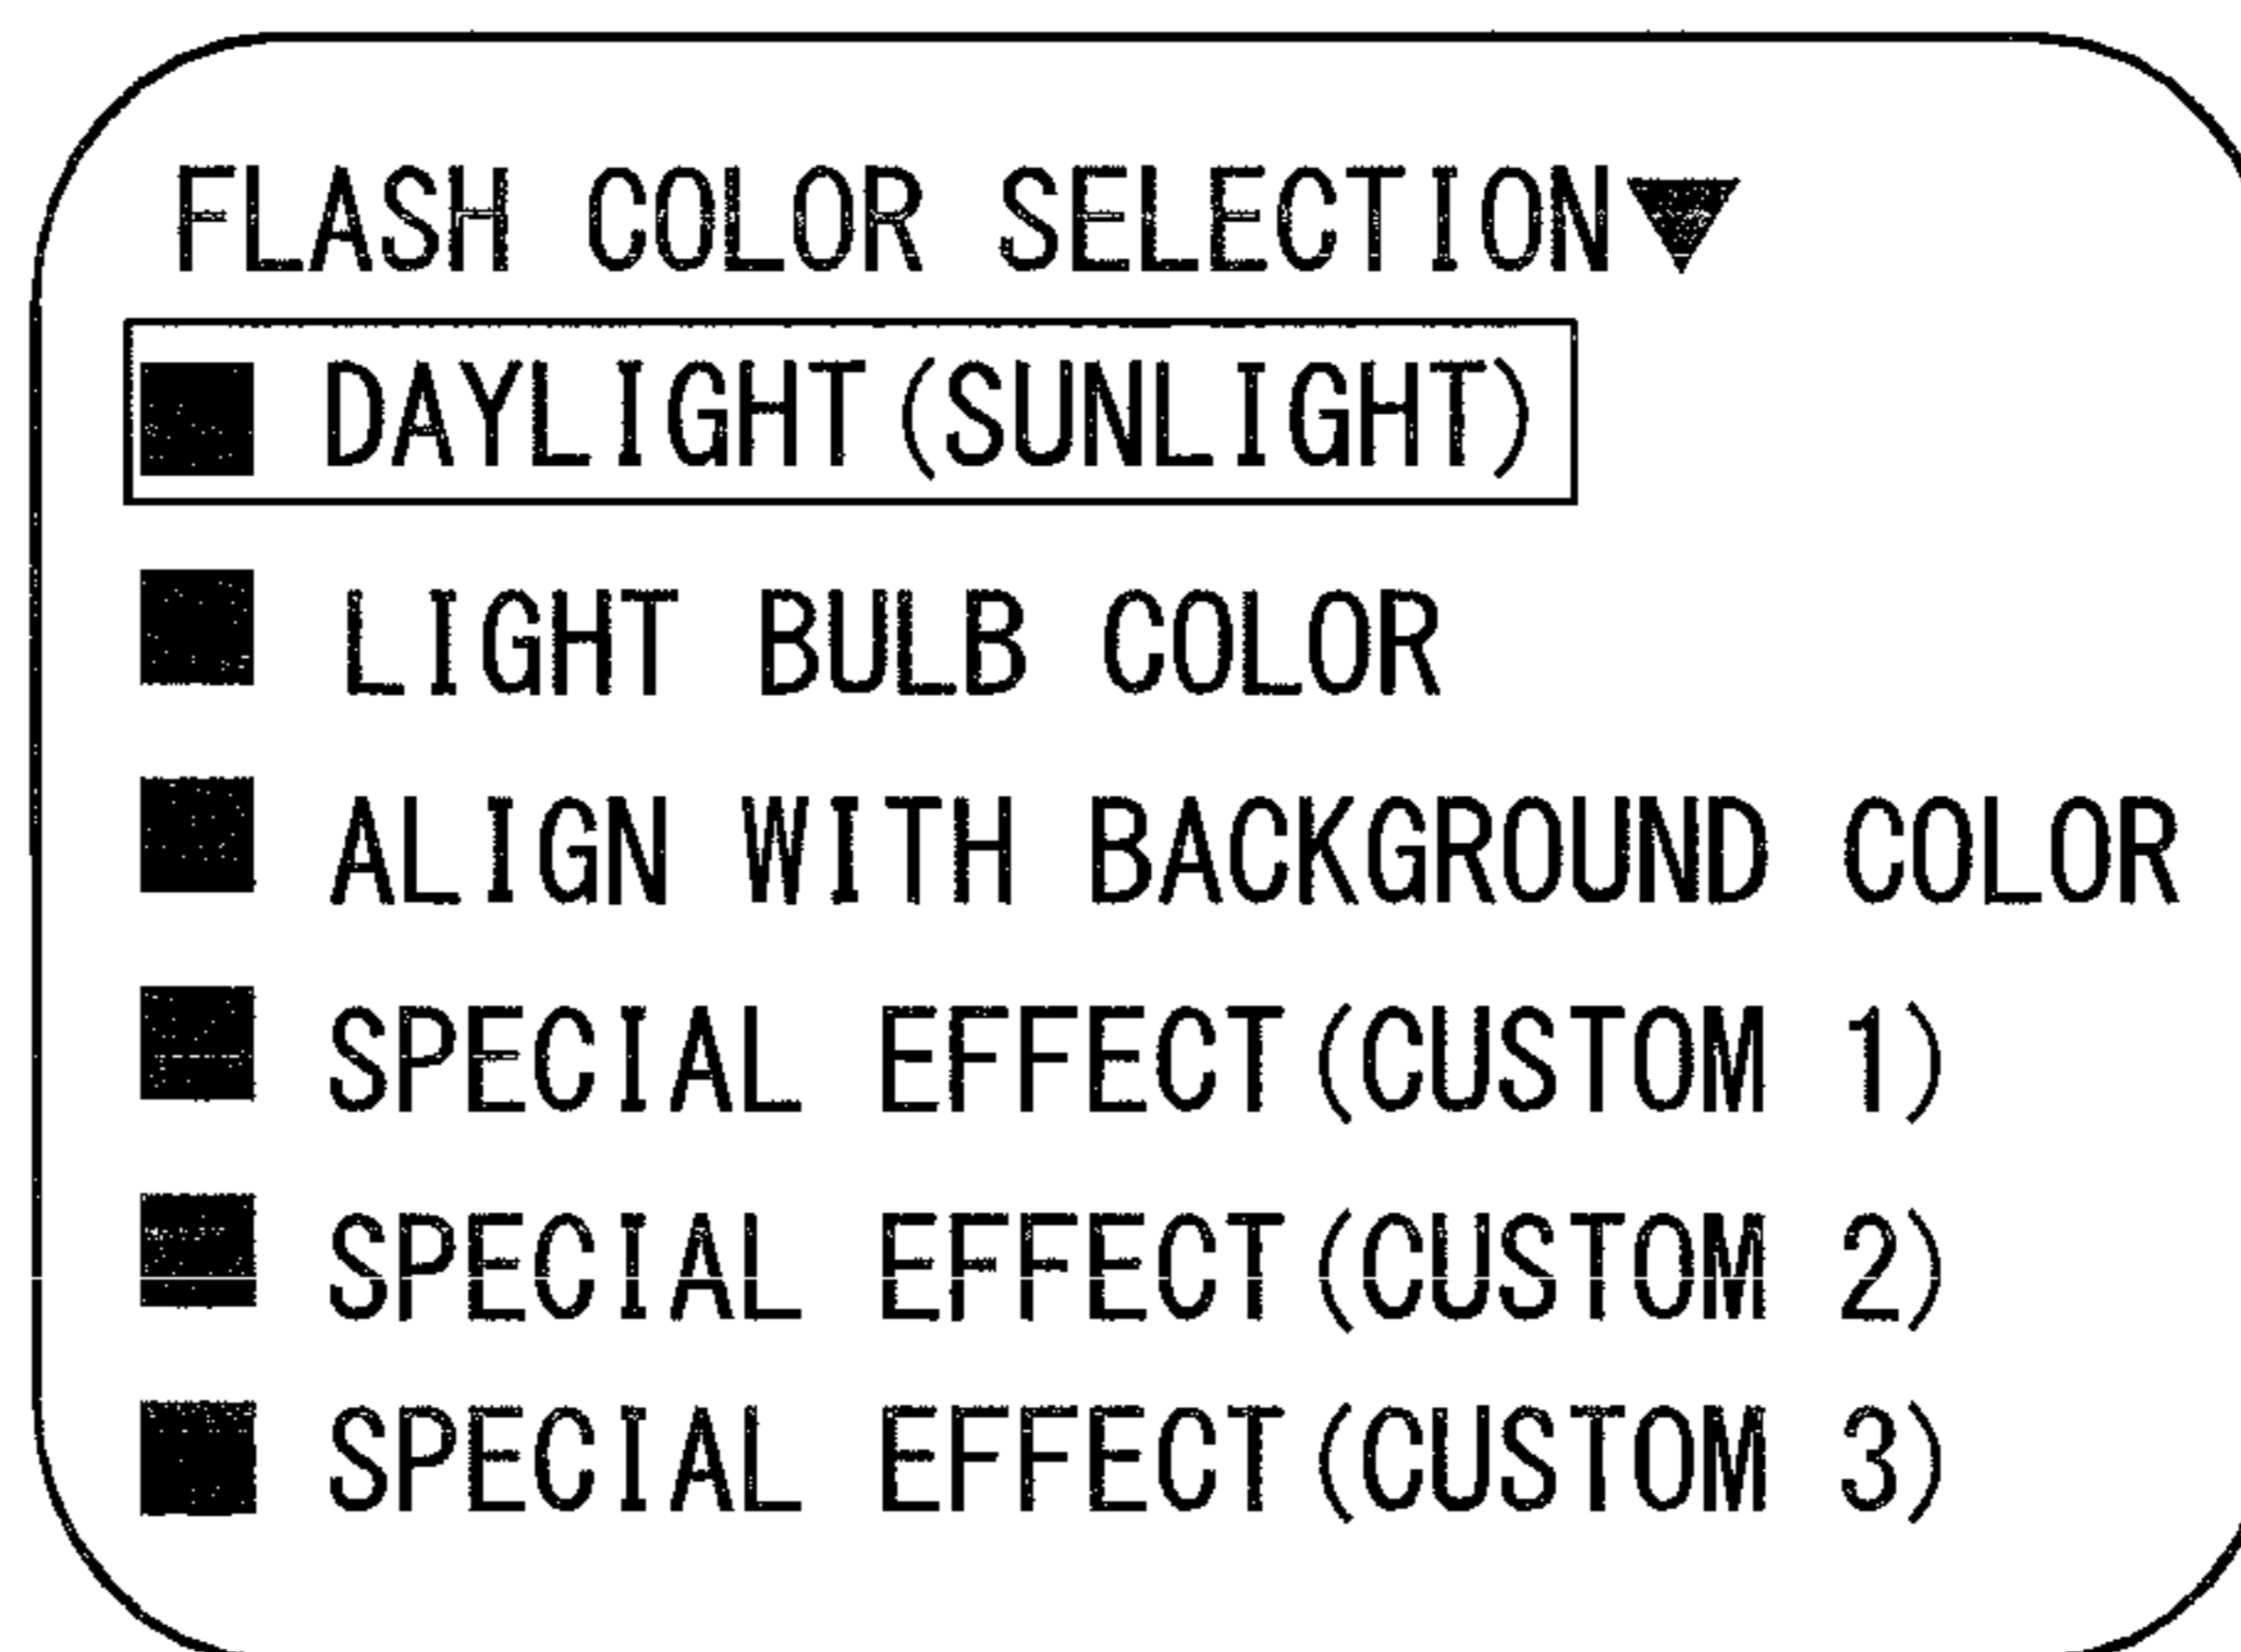 FLASH COLOR SELECTION▼
■ DAYLIGHT(SUNLIGHT)
■ LIGHT BULB COLOR
■ ALIGN WITH BACKGROUND COLOR
■ SPECIAL EFFECT(CUSTOM 1)
■ SPECIAL EFFECT(CUSTOM 2)
■ SPECIAL EFFECT(CUSTOM 3)